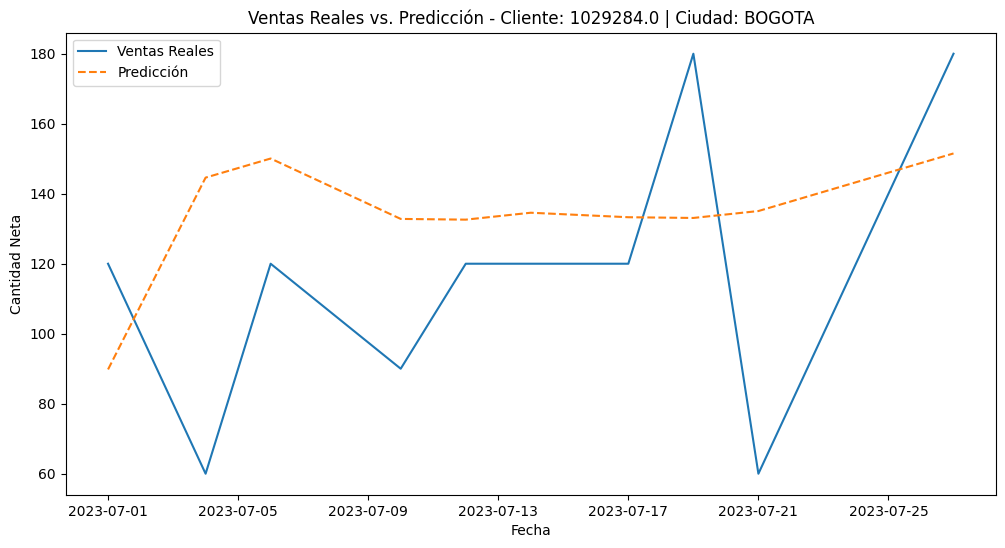 Ventas Reales vs. Predicción - Cliente: 1029284.0 | Ciudad: BOGOTA
Ventas Reales
Predicción
Cantidad Neta
180
160
140
120
100
80
60
2023-07-01
2023-07-05
2023-07-09
2023-07-13
2023-07-17
2023-07-21
2023-07-25
Fecha